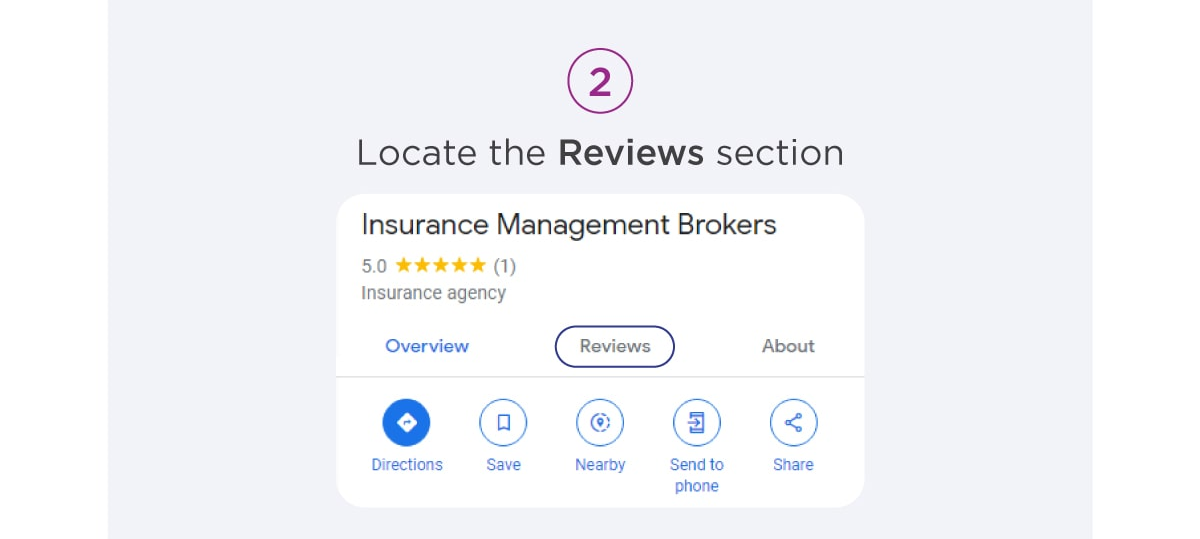 2
Locate the Reviews section
Insurance Management Brokers
5.0 ★★★★★ (1)
Insurance agency
Overview Reviews About
Directions Save Nearby Send to phone Share